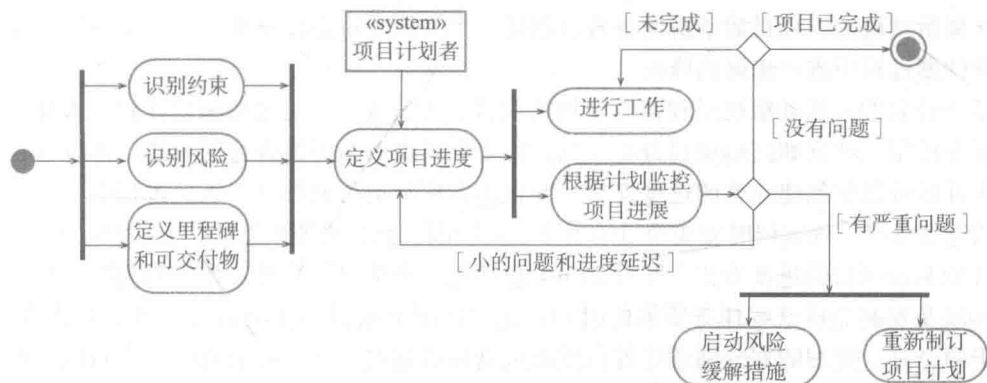 «system»
项目计划者
[未完成]
[项目已完成]
识别约束
进行工作
[没有问题]
识别风险
定义项目进度
根据计划监控
项目进展
[有严重问题]
定义里程碑
和可交付物
[小的问题和进度延迟]
启动风险
缓解措施
重新制订
项目计划